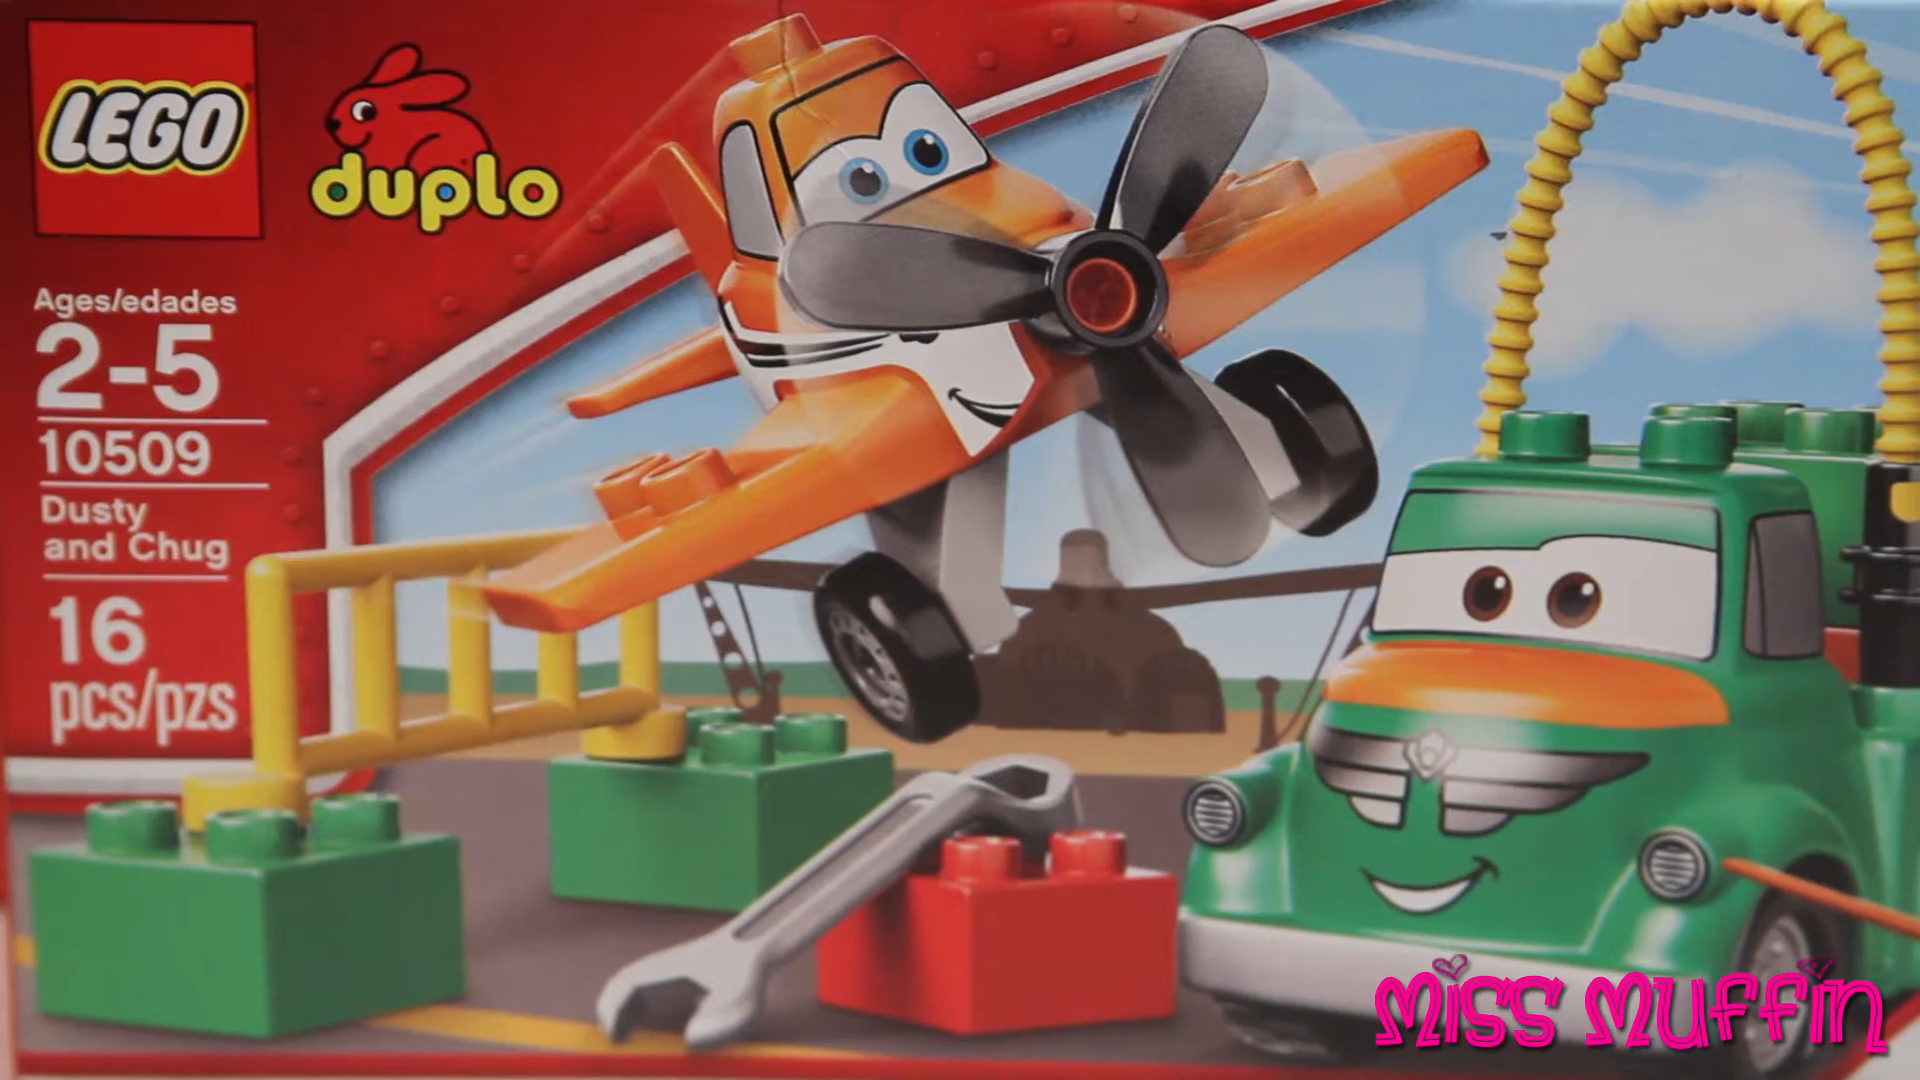 LEGO
duplo
Ages/edades
2-5
10509
Dusty
and Chug
16
pcs/pzs
Miss Muffin